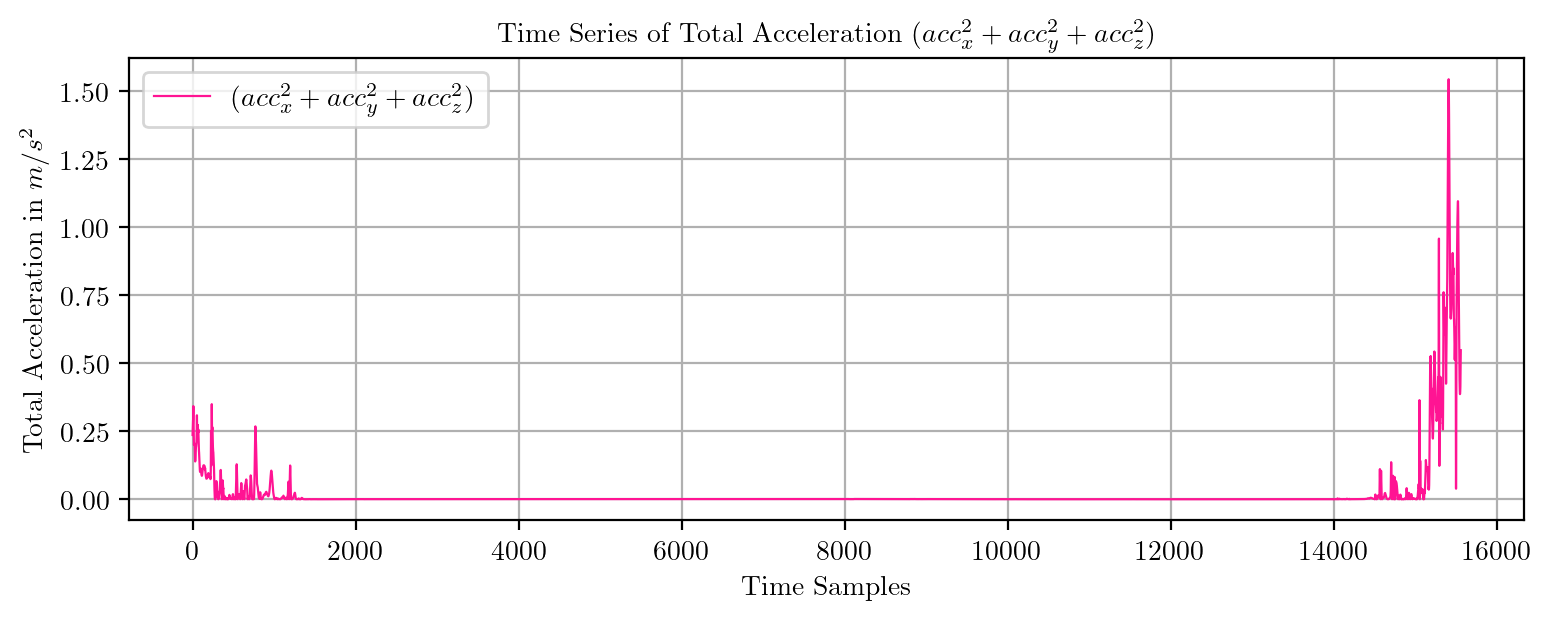 Time Series of Total Acceleration ($acc_x^2 + acc_y^2 + acc_z^2$)
($acc_x^2 + acc_y^2 + acc_z^2$)
Total Acceleration in $m/s^2$
1.50
1.25
1.00
0.75
0.50
0.25
0.00
0 2000 4000 6000 8000 10000 12000 14000 16000
Time Samples